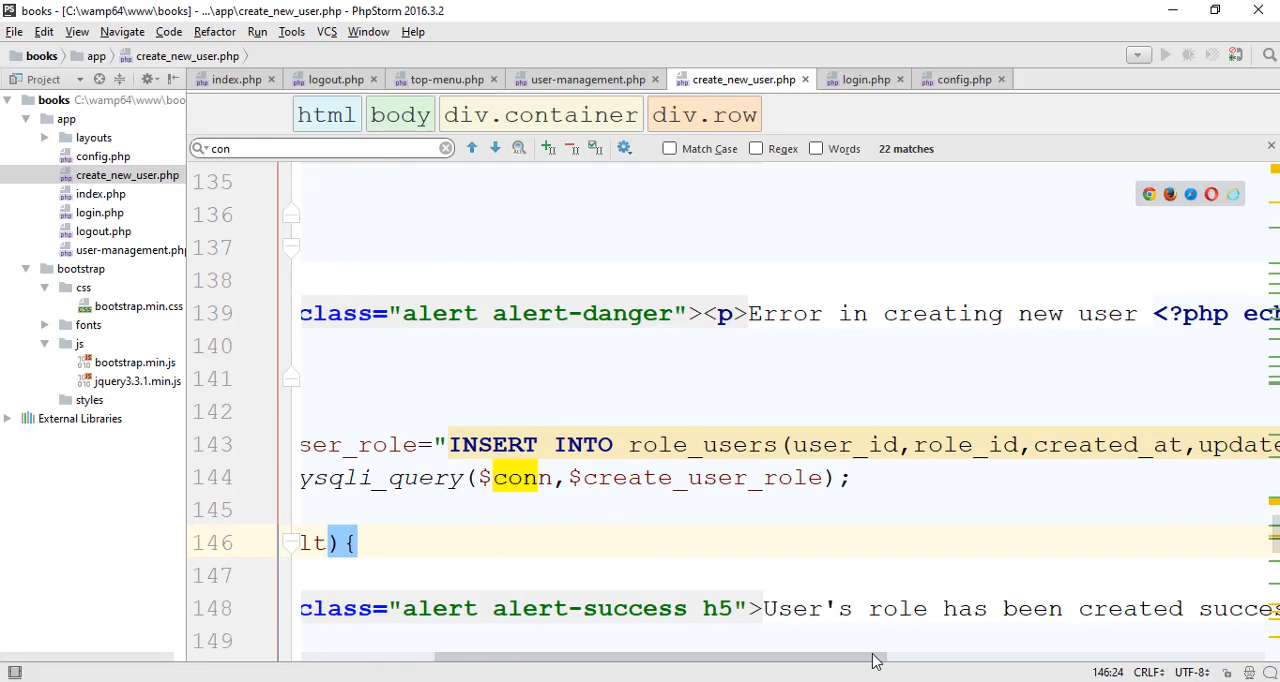 books - [C:\wamp64\www\books] - ...\app\create_new_user.php - PhpStorm 2016.3.2
File Edit View Navigate Code Refactor Run Tools VCS Window Help
books app create_new_user.php
Project index.php logout.php top-menu.php user-management.php create_new_user.php login.php config.php
books C:\wamp64\www\boo
app
layouts
config.php
create_new_user.php
index.php
login.php
logout.php
user-management.php
bootstrap
css
bootstrap.min.css
fonts
js
bootstrap.min.js
jquery3.3.1.min.js
styles
External Libraries
html body div.container div.row
con Match Case Regex Words 22 matches
135
136
137
138
139 class="alert alert-danger"><p>Error in creating new user <?php ech
140
141
142
143 ser_role="INSERT INTO role_users(user_id,role_id,created_at,update
144 ysqli_query($conn,$create_user_role);
145
146 lt){
147
148 class="alert alert-success h5">User's role has been created succes
149
146:24 CRLF UTF-8